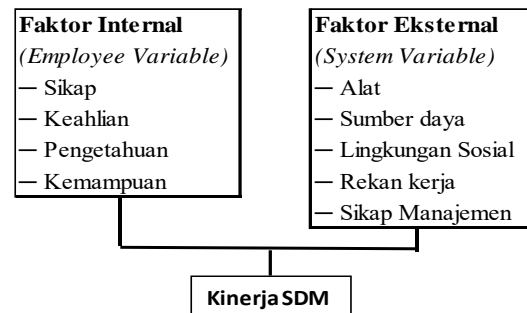 Faktor Internal
(Employee Variable)
— Sikap
— Keahlian
— Pengetahuan
— Kemampuan
Faktor Eksternal
(System Variable)
— Alat
— Sumber daya
— Lingkungan Sosial
— Rekan kerja
— Sikap Manajemen
Kinerja SDM